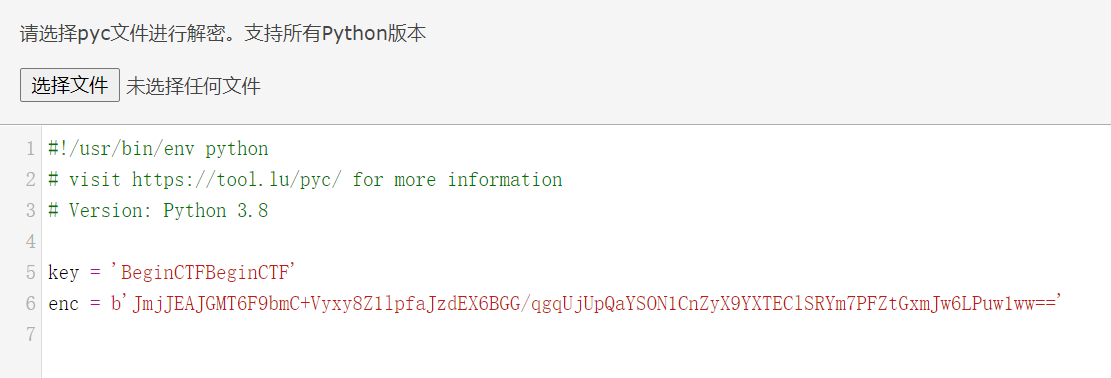 请选择pyc文件进行解密。支持所有Python版本
选择文件 未选择任何文件
1 #!/usr/bin/env python
2 # visit https://tool.lu/pyc/ for more information
3 # Version: Python 3.8
4
5 key = 'BeginCTFBeginCTF'
6 enc = b'JmjJEAJGMT6F9bmC+Vyxy8Z1lpfaJzdEX6BGG/qgqUjUpQaYSON1CnZyX9YXTEClSRYm7PFZtGxmJw6LPuw1ww=='
7